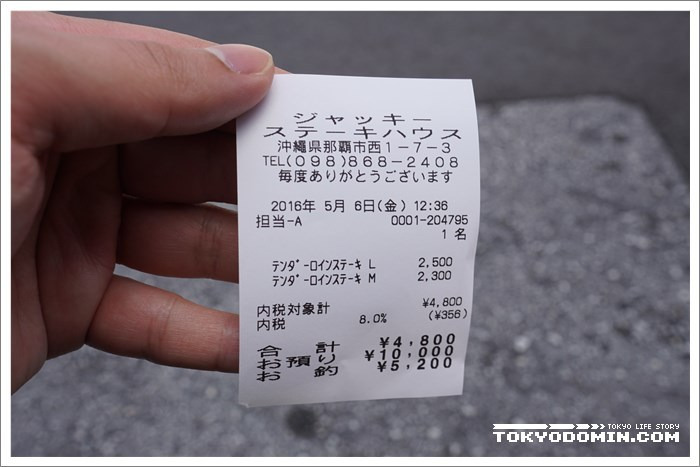 ジャッキー
ステーキハウス
沖縄県那覇市西1-7-3
TEL(098)868-2408
毎度ありがとうございます
2016年 5月 6日(金) 12:36
担当-A 0001-204795
1 名
ﾃﾝﾀﾞｰﾛｲﾝｽﾃｰｷ L 2,500
ﾃﾝﾀﾞｰﾛｲﾝｽﾃｰｷ M 2,300
内税対象計 ¥4,800
内税 8.0% (¥356)
合 計 ¥4,800
お預り ¥10,000
お 釣 ¥5,200
TOKYO LIFE STORY
TOKYODOMIN.COM